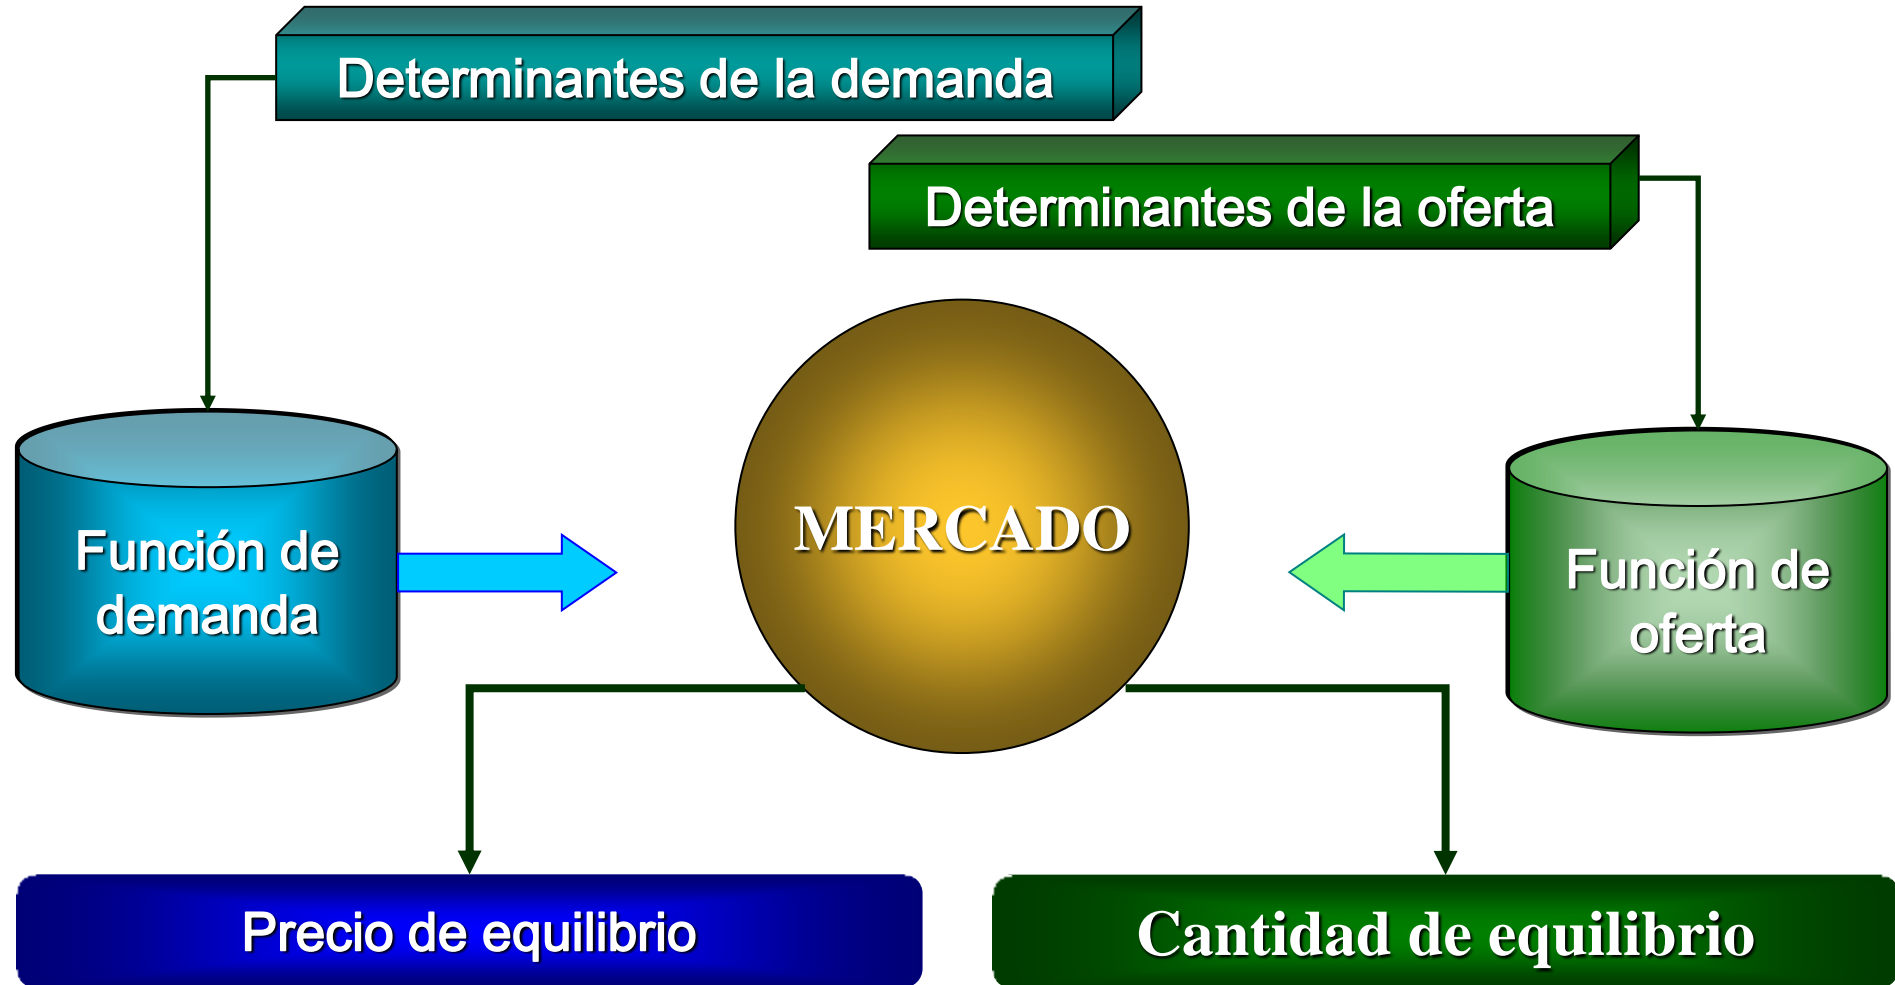 Determinantes de la demanda
Determinantes de la oferta
MERCADO
Función de
demanda
Función de
oferta
Precio de equilibrio
Cantidad de equilibrio